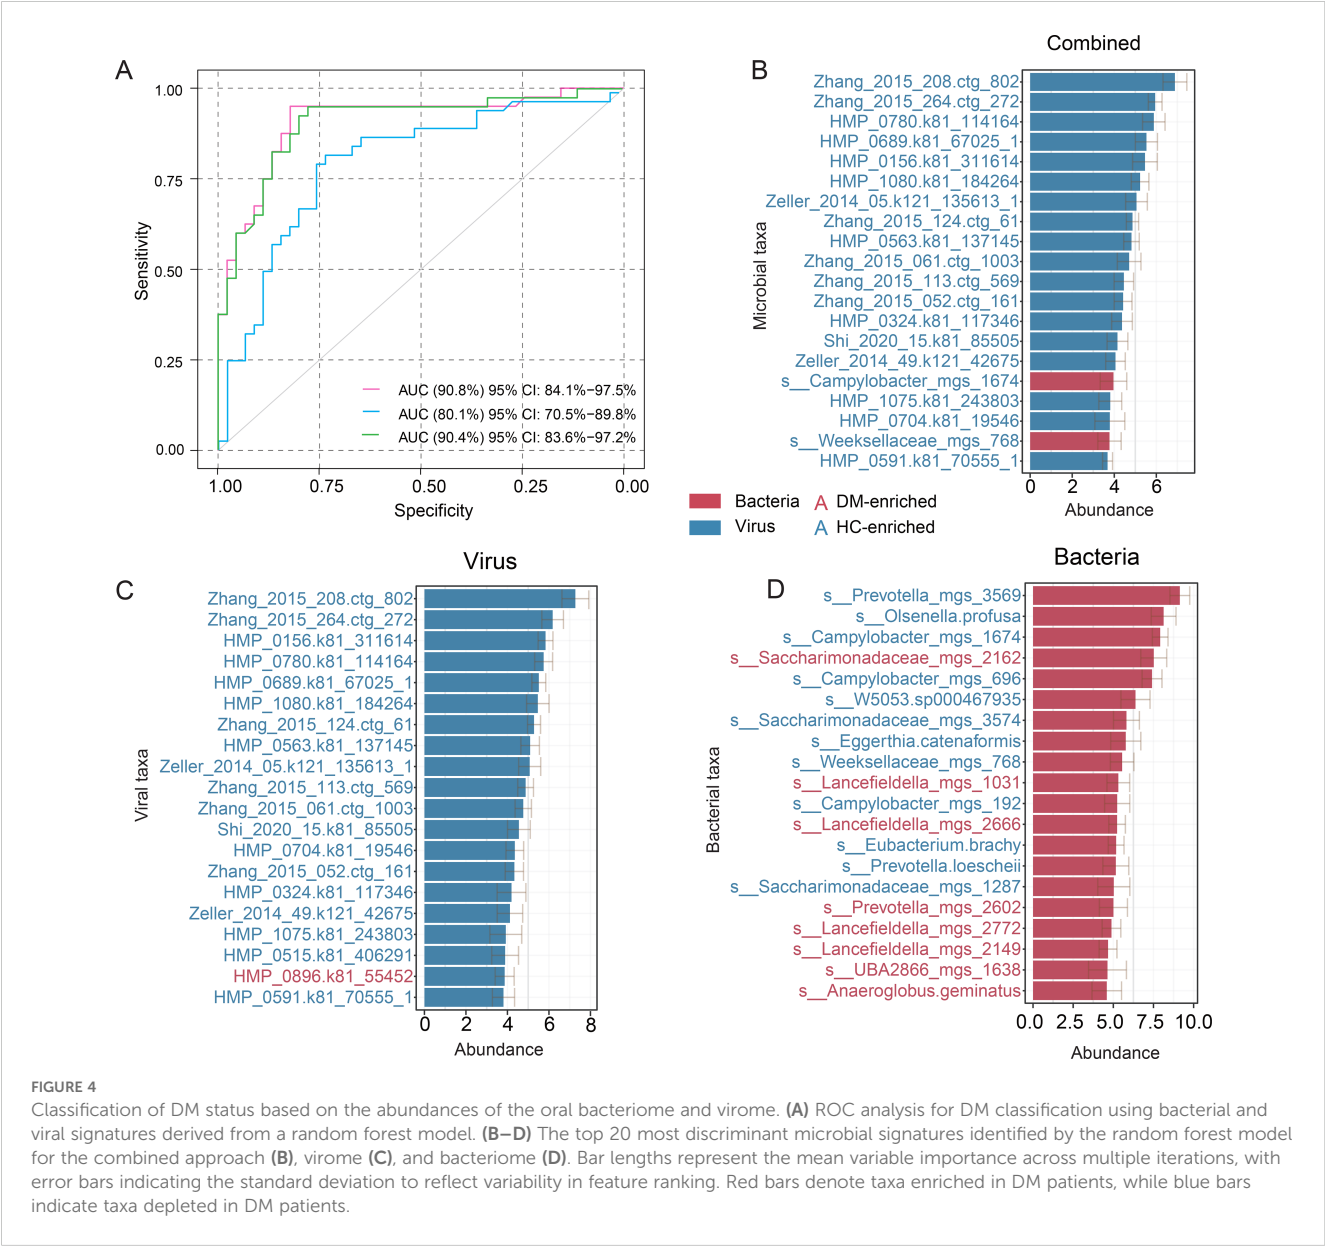 A
1.00
0.75
0.50
0.25
0.00
Sensitivity
AUC (90.8%) 95% CI: 84.1%−97.5%
AUC (80.1%) 95% CI: 70.5%−89.8%
AUC (90.4%) 95% CI: 83.6%−97.2%
1.00 0.75 0.50 0.25 0.00
Specificity
B
Combined
Microbial taxa
Zhang_2015_208.ctg_802
Zhang_2015_264.ctg_272
HMP_0780.k81_114164
HMP_0689.k81_67025_1
HMP_0156.k81_311614
HMP_1080.k81_184264
Zeller_2014_05.k121_135613_1
Zhang_2015_124.ctg_61
HMP_0563.k81_137145
Zhang_2015_061.ctg_1003
Zhang_2015_113.ctg_569
Zhang_2015_052.ctg_161
HMP_0324.k81_117346
Shi_2020_15.k81_85505
Zeller_2014_49.k121_42675
s__Campylobacter_mgs_1674
HMP_1075.k81_243803
HMP_0704.k81_19546
s__Weeksellaceae_mgs_768
HMP_0591.k81_70555_1
0 2 4 6
Abundance
Bacteria A DM-enriched
Virus A HC-enriched
C
Virus
Viral taxa
Zhang_2015_208.ctg_802
Zhang_2015_264.ctg_272
HMP_0156.k81_311614
HMP_0780.k81_114164
HMP_0689.k81_67025_1
HMP_1080.k81_184264
Zhang_2015_124.ctg_61
HMP_0563.k81_137145
Zeller_2014_05.k121_135613_1
Zhang_2015_113.ctg_569
Zhang_2015_061.ctg_1003
Shi_2020_15.k81_85505
HMP_0704.k81_19546
Zhang_2015_052.ctg_161
HMP_0324.k81_117346
Zeller_2014_49.k121_42675
HMP_1075.k81_243803
HMP_0515.k81_406291
HMP_0896.k81_55452
HMP_0591.k81_70555_1
0 2 4 6 8
Abundance
D
Bacteria
Bacterial taxa
s__Prevotella_mgs_3569
s__Olsenella.profusa
s__Campylobacter_mgs_1674
s__Saccharimonadaceae_mgs_2162
s__Campylobacter_mgs_696
s__W5053.sp000467935
s__Saccharimonadaceae_mgs_3574
s__Eggerthia.catenaformis
s__Weeksellaceae_mgs_768
s__Lancefieldella_mgs_1031
s__Campylobacter_mgs_192
s__Lancefieldella_mgs_2666
s__Eubacterium.brachy
s__Prevotella.loescheii
s__Saccharimonadaceae_mgs_1287
s__Prevotella_mgs_2602
s__Lancefieldella_mgs_2772
s__Lancefieldella_mgs_2149
s__UBA2866_mgs_1638
s__Anaeroglobus.geminatus
0.0 2.5 5.0 7.5 10.0
Abundance
FIGURE 4
Classification of DM status based on the abundances of the oral bacteriome and virome. (A) ROC analysis for DM classification using bacterial and
viral signatures derived from a random forest model. (B–D) The top 20 most discriminant microbial signatures identified by the random forest model
for the combined approach (B), virome (C), and bacteriome (D). Bar lengths represent the mean variable importance across multiple iterations, with
error bars indicating the standard deviation to reflect variability in feature ranking. Red bars denote taxa enriched in DM patients, while blue bars
indicate taxa depleted in DM patients.